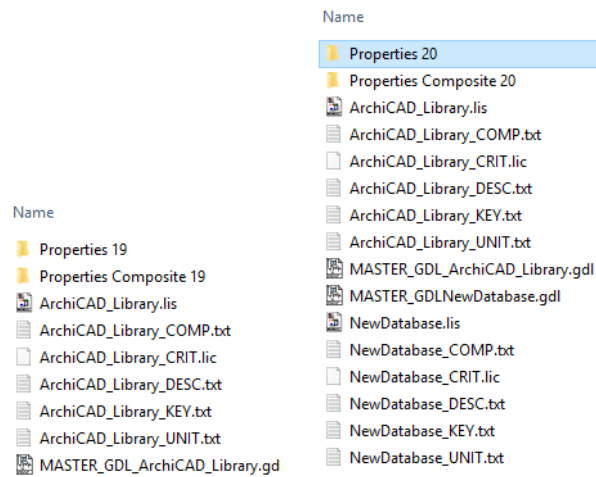 Name
Properties 19
Properties Composite 19
ArchiCAD_Library.lis
ArchiCAD_Library_COMP.txt
ArchiCAD_Library_CRIT.lic
ArchiCAD_Library_DESC.txt
ArchiCAD_Library_KEY.txt
ArchiCAD_Library_UNIT.txt
MASTER_GDL_ArchiCAD_Library.gd
Name
Properties 20
Properties Composite 20
ArchiCAD_Library.lis
ArchiCAD_Library_COMP.txt
ArchiCAD_Library_CRIT.lic
ArchiCAD_Library_DESC.txt
ArchiCAD_Library_KEY.txt
ArchiCAD_Library_UNIT.txt
MASTER_GDL_ArchiCAD_Library.gdl
MASTER_GDLNewDatabase.gdl
NewDatabase.lis
NewDatabase_COMP.txt
NewDatabase_CRIT.lic
NewDatabase_DESC.txt
NewDatabase_KEY.txt
NewDatabase_UNIT.txt